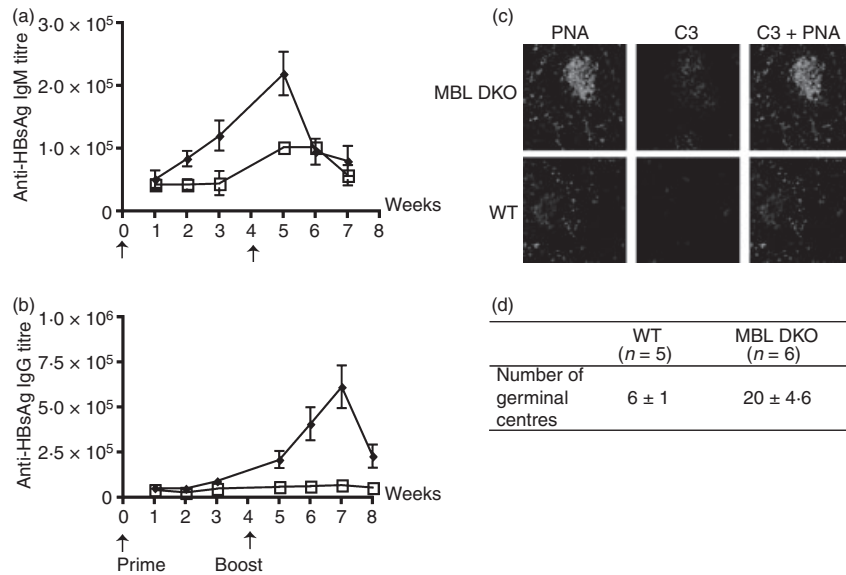 (a)
3·0 × 10⁵
2·0 × 10⁵
1·0 × 10⁵
0
Anti-HBsAg IgM titre
0 1 2 3 4 5 6 7 8
Weeks
(b)
1·0 × 10⁶
7·5 × 10⁵
5·0 × 10⁵
2·5 × 10⁵
0
Anti-HBsAg IgG titre
0 1 2 3 4 5 6 7 8
Weeks
Prime Boost
(c)
PNA C3 C3 + PNA
MBL DKO
WT
(d)
WT MBL DKO
(n = 5) (n = 6)
Number of
germinal 6 ± 1 20 ± 4·6
centres